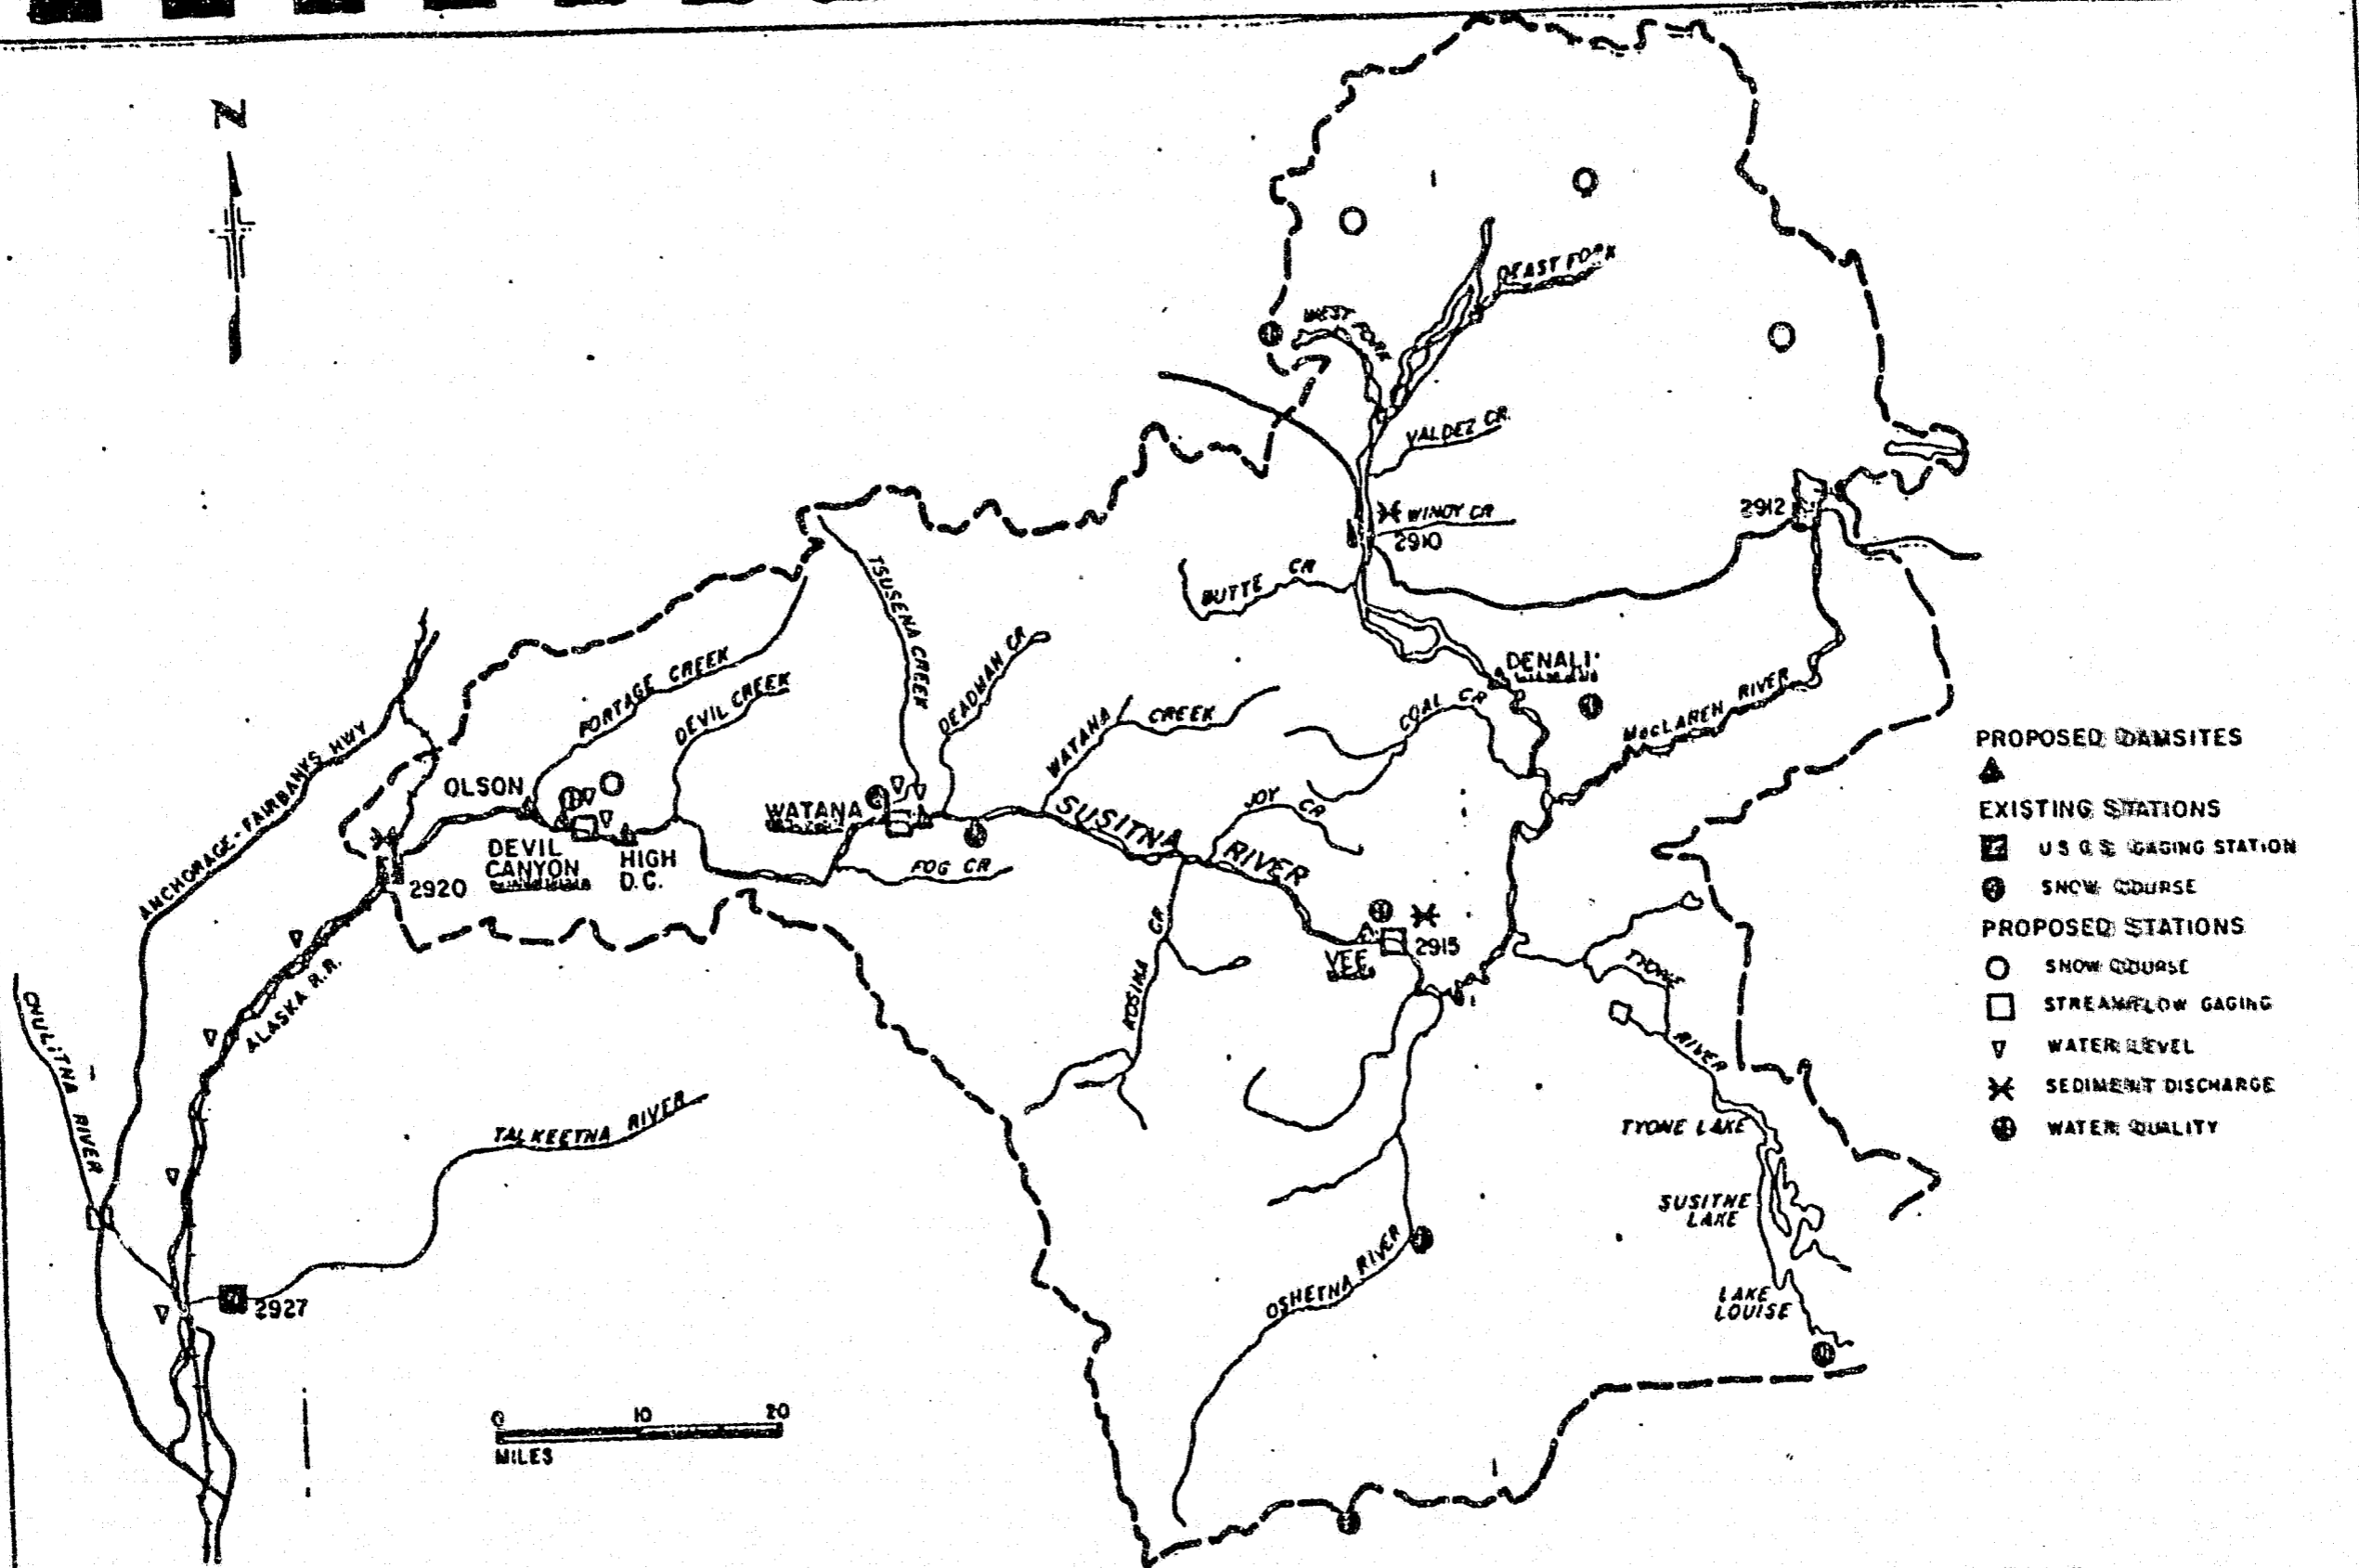 N
EAST FORK
WEST FORK
VALDEZ CR.
2912
WINDY CR
2910
BUTTE CR
TSUSENA CREEK
DEADMAN CR
PORTAGE CREEK
DEVIL CREEK
DENALI
COAL CR
McLAREN RIVER
WATANA CREEK
ANCHORAGE - FAIRBANKS HWY
OLSON
WATANA
SUSITNA RIVER
JOY CR
DEVIL
CANYON
HIGH
D.C.
FOG CR
2920
2915
VEE
KOSINA CR
TYONE RIVER
ALASKA R.R.
CHULITNA RIVER
TALKEETNA RIVER
TYONE LAKE
SUSITNE
LAKE
OSHETNA RIVER
LAKE
LOUISE
2927
0 10 20
MILES
PROPOSED DAMSITES
EXISTING STATIONS
U S G S GAGING STATION
SNOW COURSE
PROPOSED STATIONS
SNOW COURSE
STREAMFLOW GAGING
WATER LEVEL
SEDIMENT DISCHARGE
WATER QUALITY